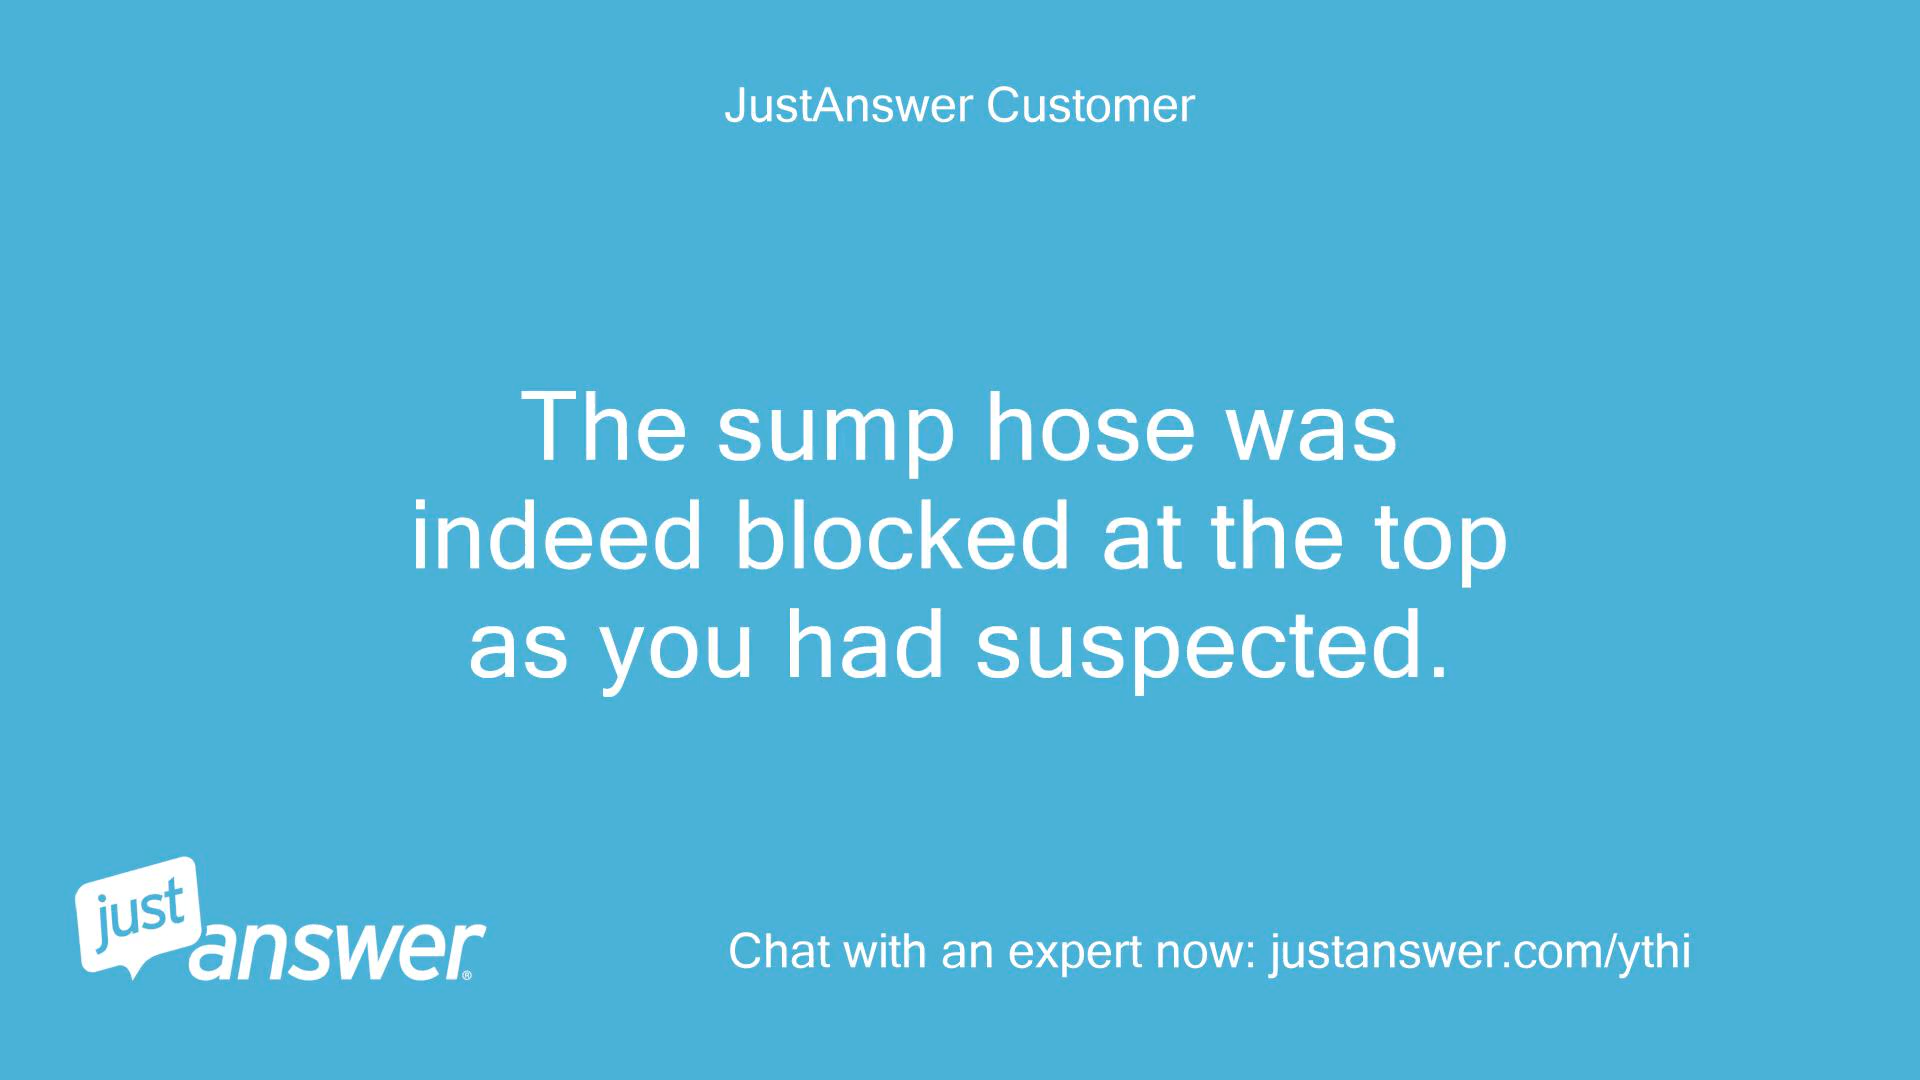 JustAnswer Customer
The sump hose was
indeed blocked at the top
as you had suspected.
just
answer®
Chat with an expert now: justanswer.com/ythi